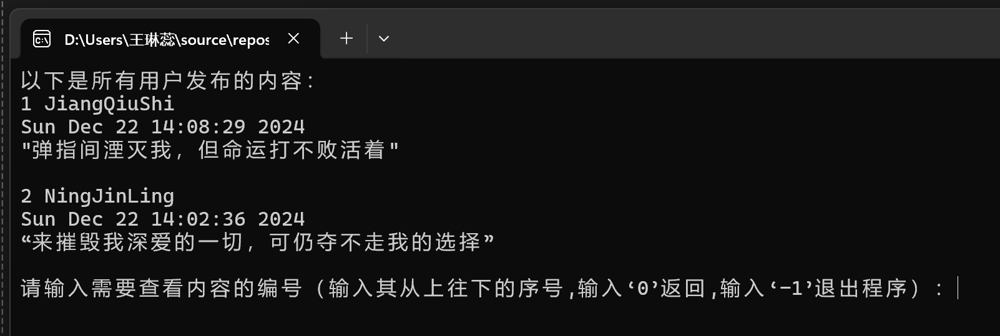 D:\Users\王琳蕊\source\repos
以下是所有用户发布的内容：
1 JiangQiuShi
Sun Dec 22 14:08:29 2024
"弹指间湮灭我，但命运打不败活着"
2 NingJinLing
Sun Dec 22 14:02:36 2024
“来摧毁我深爱的一切，可仍夺不走我的选择”
请输入需要查看内容的编号（输入其从上往下的序号,输入‘0’返回,输入‘-1’退出程序）：